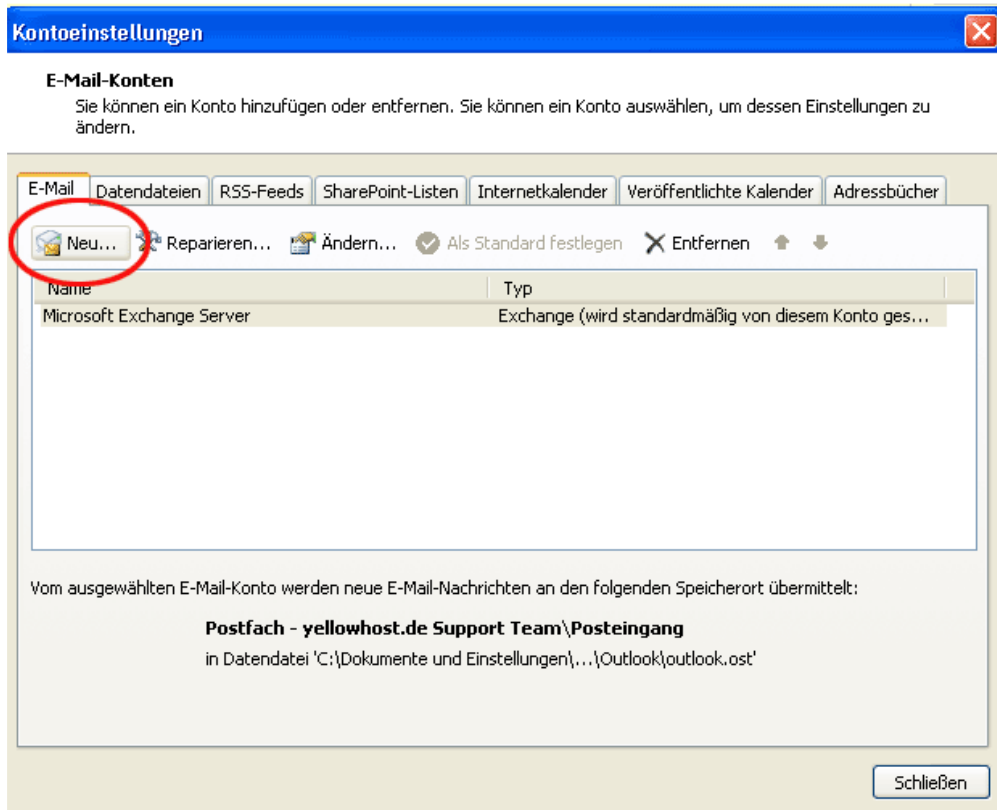 Kontoeinstellungen
E-Mail-Konten
Sie können ein Konto hinzufügen oder entfernen. Sie können ein Konto auswählen, um dessen Einstellungen zu
ändern.
E-Mail Datendateien RSS-Feeds SharePoint-Listen Internetkalender Veröffentlichte Kalender Adressbücher
Neu... Reparieren... Ändern... Als Standard festlegen Entfernen
Name Typ
Microsoft Exchange Server Exchange (wird standardmäßig von diesem Konto ges...
Vom ausgewählten E-Mail-Konto werden neue E-Mail-Nachrichten an den folgenden Speicherort übermittelt:
Postfach - yellowhost.de Support Team\Posteingang
in Datendatei 'C:\Dokumente und Einstellungen\...\Outlook\outlook.ost'
Schließen